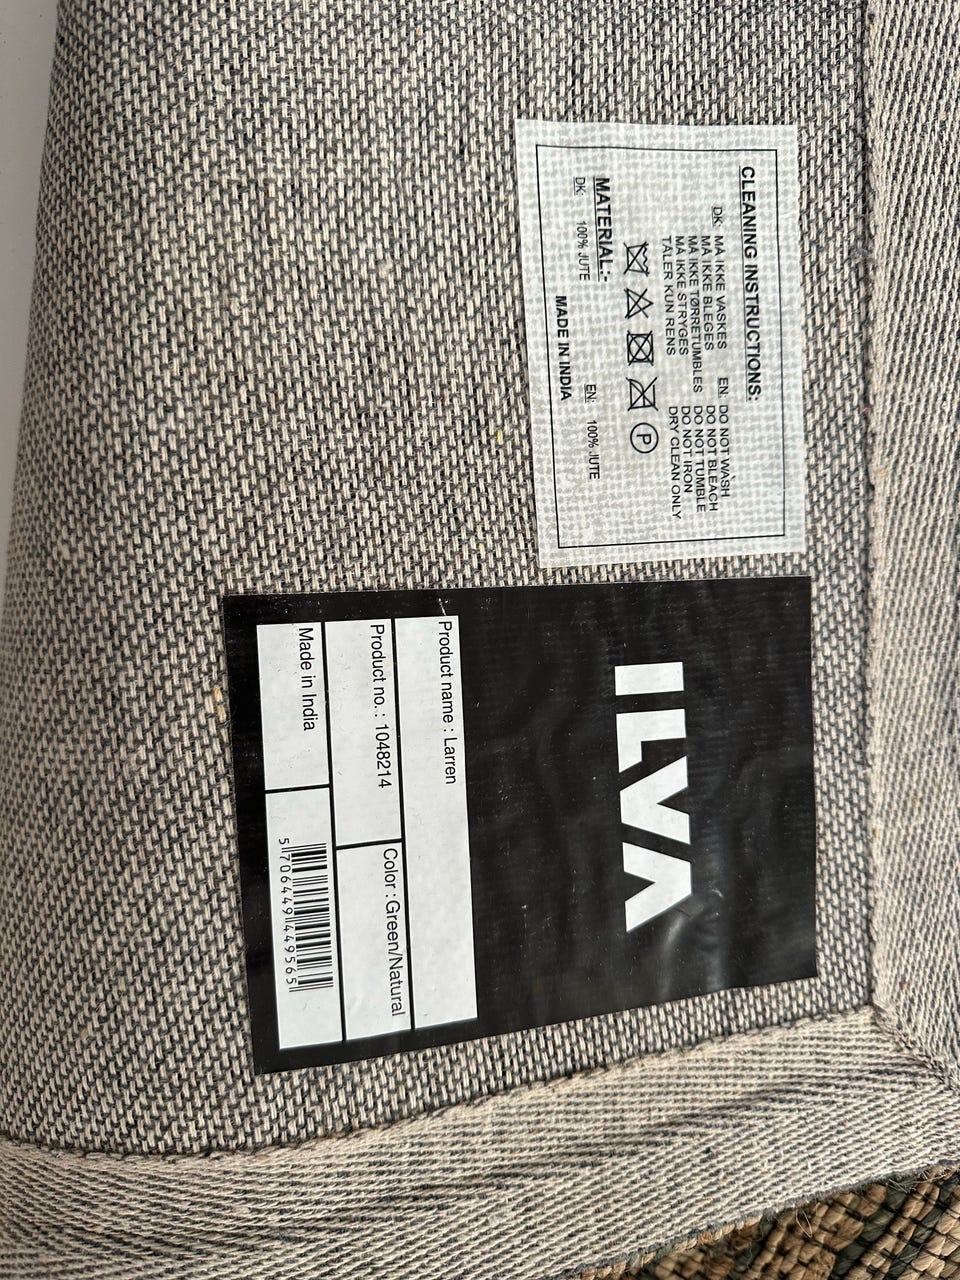 CLEANING INSTRUCTIONS:
DK: MÅ IKKE VASKES EN: DO NOT WASH
MÅ IKKE BLEGES DO NOT BLEACH
MÅ IKKE TØRRETUMBLES DO NOT TUMBLE
MÅ IKKE STRYGES DO NOT IRON
TÅLER KUN RENS DRY CLEAN ONLY
P
MATERIAL:-
DK: 100% JUTE EN: 100% JUTE
MADE IN INDIA
ILVA
Product name : Larren
Product no. : 1048214 Color : Green/Natural
Made in India
5 706449 449565